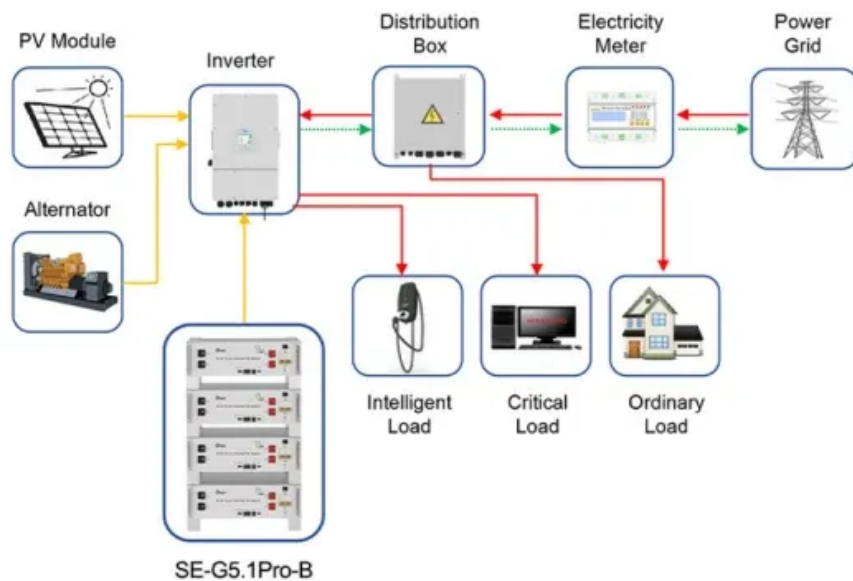 PV Module
Inverter
Distribution
Box
Electricity
Meter
Power
Grid
Alternator
Intelligent
Load
Critical
Load
Ordinary
Load
SE-G5.1Pro-B